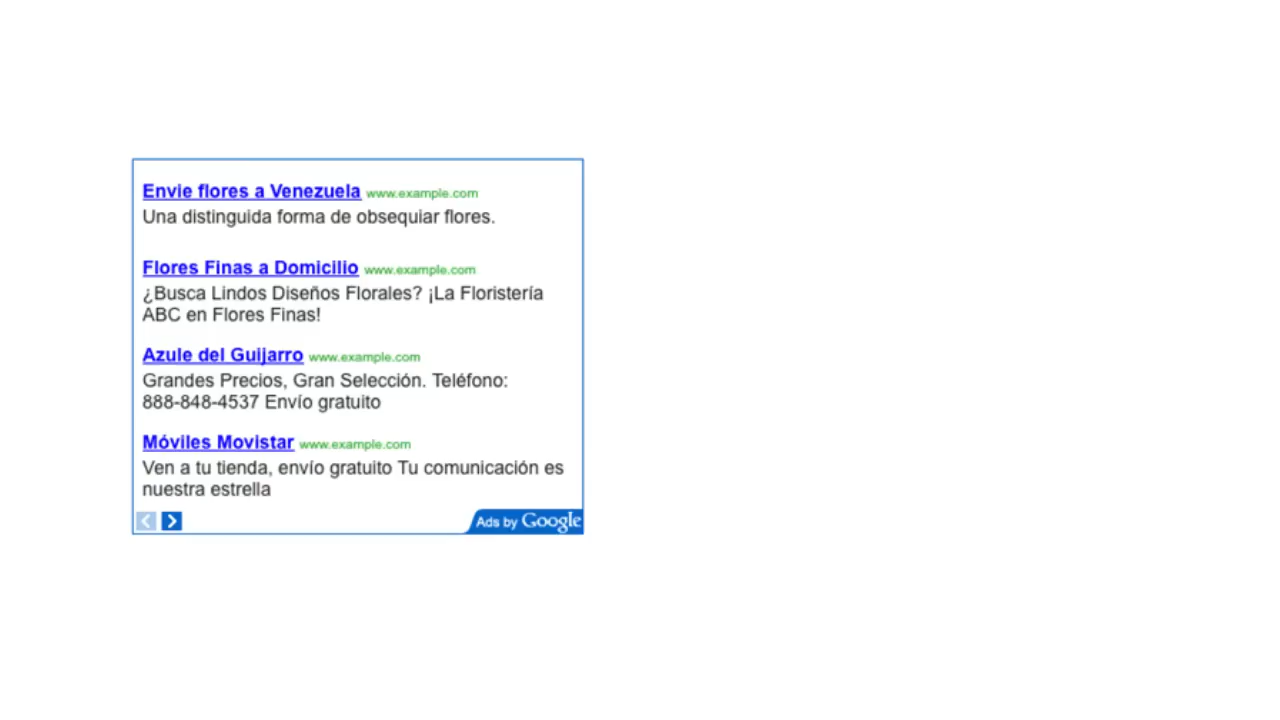 Envie flores a Venezuela www.example.com
Una distinguida forma de obsequiar flores.
Flores Finas a Domicilio www.example.com
¿Busca Lindos Diseños Florales? ¡La Floristería
ABC en Flores Finas!
Azule del Guijarro www.example.com
Grandes Precios, Gran Selección. Teléfono:
888-848-4537 Envío gratuito
Móviles Movistar www.example.com
Ven a tu tienda, envío gratuito Tu comunicación es
nuestra estrella
Ads by Google